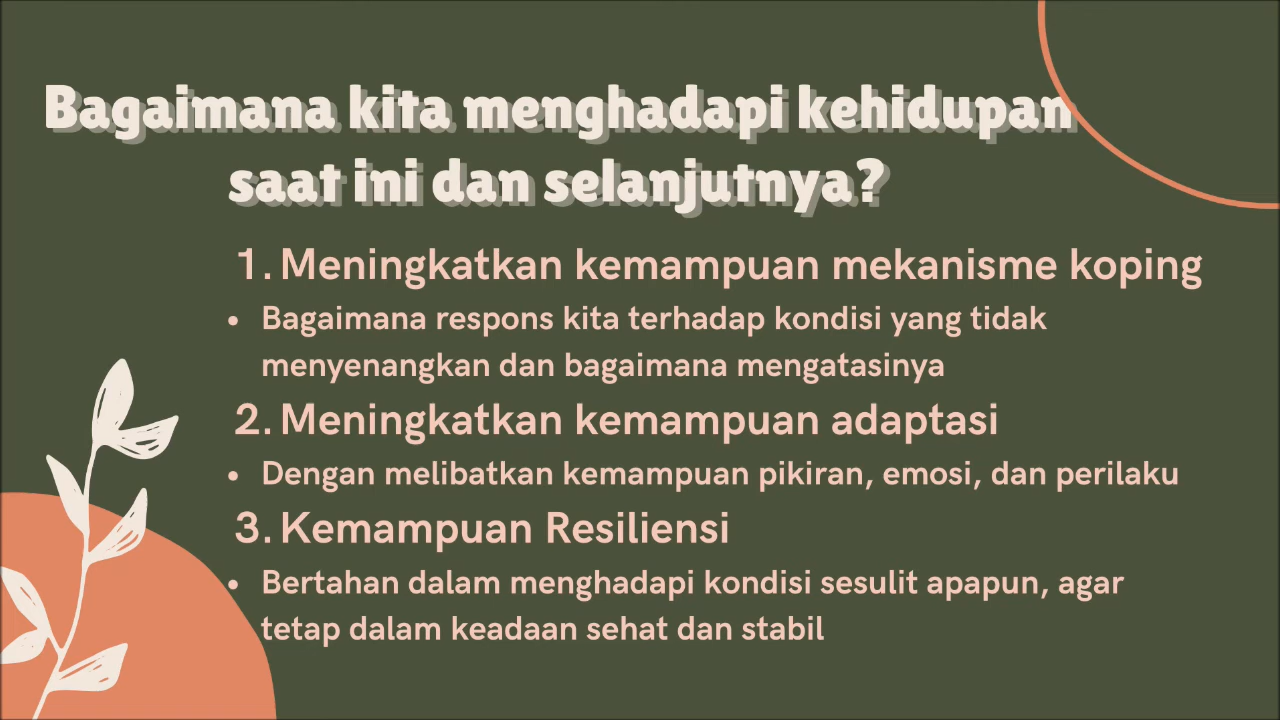 Bagaimana kita menghadapi kehidupan
saat ini dan selanjutnya?
1. Meningkatkan kemampuan mekanisme koping
• Bagaimana respons kita terhadap kondisi yang tidak
menyenangkan dan bagaimana mengatasinya
2. Meningkatkan kemampuan adaptasi
• Dengan melibatkan kemampuan pikiran, emosi, dan perilaku
3. Kemampuan Resiliensi
• Bertahan dalam menghadapi kondisi sesulit apapun, agar
tetap dalam keadaan sehat dan stabil